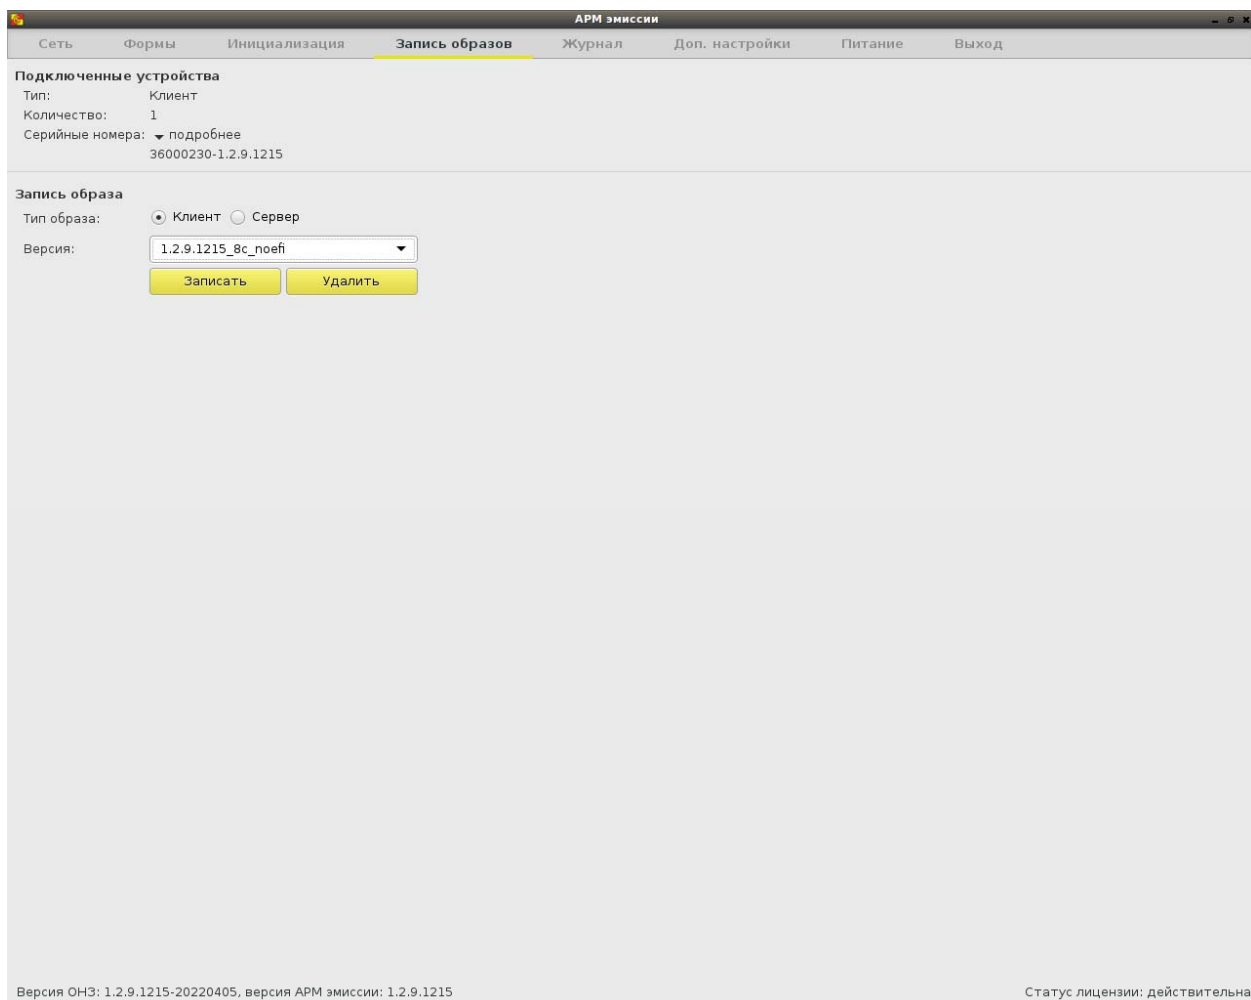 АРМ эмиссии
Сеть Формы Инициализация Запись образов Журнал Доп. настройки Питание Выход
Подключенные устройства
Тип: Клиент
Количество: 1
Серийные номера: подробнее
36000230-1.2.9.1215
Запись образа
Тип образа: Клиент Сервер
Версия: 1.2.9.1215_8c_noefi
Записать Удалить
Версия ОНЗ: 1.2.9.1215-20220405, версия АРМ эмиссии: 1.2.9.1215 Статус лицензии: действительна